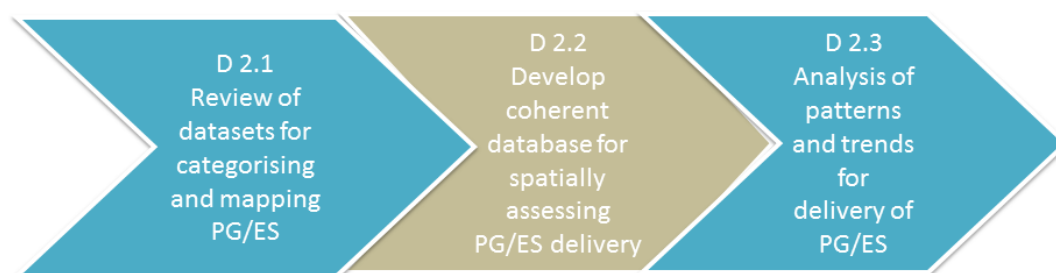 D 2.1
Review of
datasets for
categorising
and mapping
PG/ES
D 2.2
Develop
coherent
database for
spatially
assessing
PG/ES delivery
D 2.3
Analysis of
patterns
and trends
for
delivery of
PG/ES